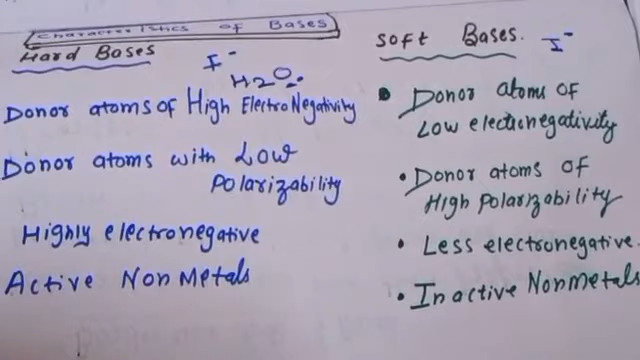 Characteristics of Bases
Hard Bases
F-
H2O
Donor atoms of High ElectroNegativity
Donor atoms with Low
Polarizability
Highly electronegative
Active NonMetals
Soft Bases. I-
• Donor atoms of
Low electronegativity
• Donor atoms of
High polarizability
• Less electronegative.
• Inactive Nonmetals